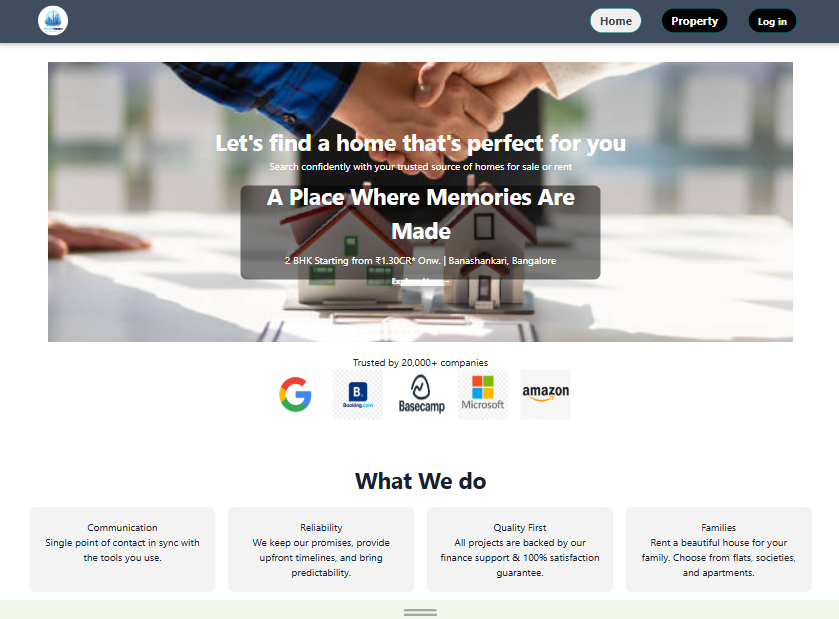 Home Property Log in
Let's find a home that's perfect for you
Search confidently with your trusted source of homes for sale or rent
A Place Where Memories Are
Made
2 BHK Starting from ₹1.30CR* Onw. | Banashankari, Bangalore
Trusted by 20,000+ companies
B.
Booking.com
Basecamp
Microsoft
amazon
What We do
Communication
Single point of contact in sync with
the tools you use.
Reliability
We keep our promises, provide
upfront timelines, and bring
predictability.
Quality First
All projects are backed by our
finance support & 100% satisfaction
guarantee.
Families
Rent a beautiful house for your
family. Choose from flats, societies,
and apartments.